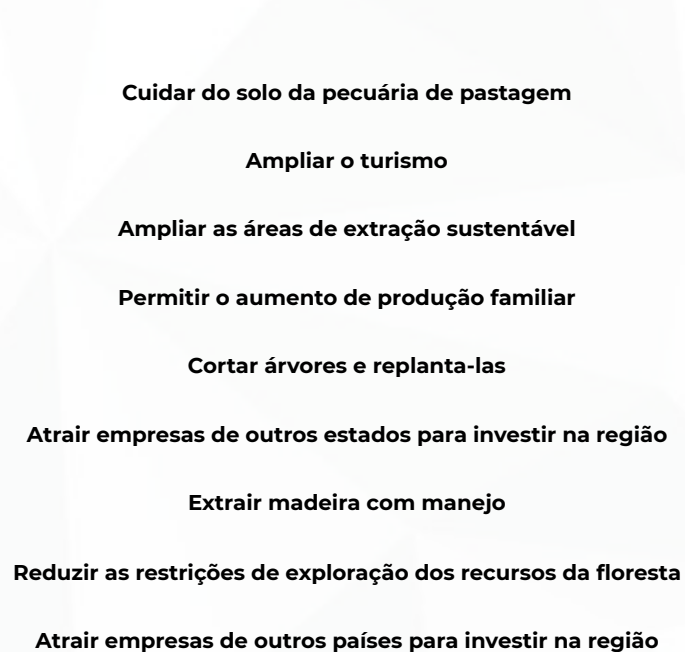 Cuidar do solo da pecuária de pastagem
Ampliar o turismo
Ampliar as áreas de extração sustentável
Permitir o aumento de produção familiar
Cortar árvores e replanta-las
Atrair empresas de outros estados para investir na região
Extrair madeira com manejo
Reduzir as restrições de exploração dos recursos da floresta
Atrair empresas de outros países para investir na região